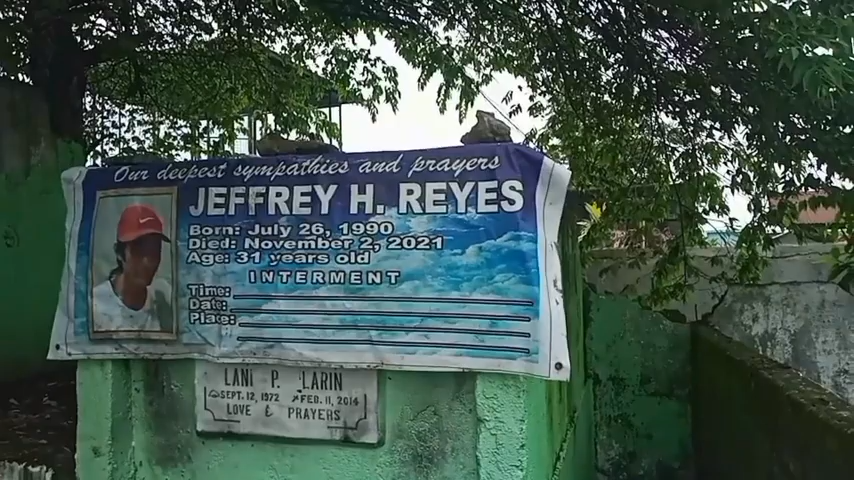 Our deepest sympathies and prayers
JEFFREY H. REYES
Born: July 26, 1990
Died: November 2, 2021
Age: 31 years old
INTERMENT
Time:
Date:
Place:
LANI P. LARIN
SEPT. 12, 1972 FEB. 11, 2014
LOVE & PRAYERS